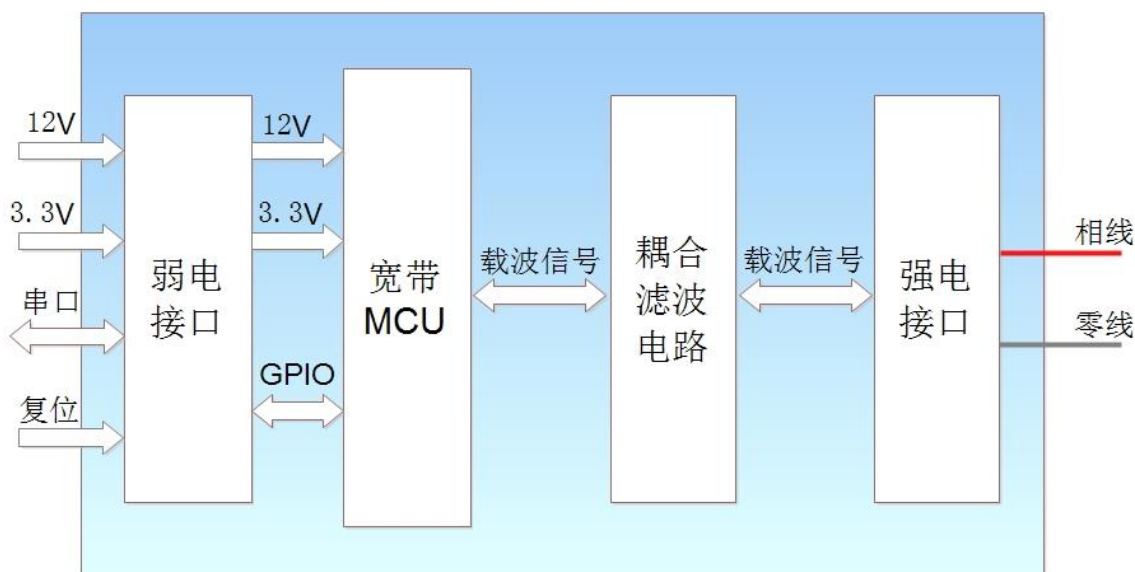 12V
3.3V
串口
复位
弱电
接口
12V
3.3V
GPIO
宽带
MCU
载波信号
耦合
滤波
电路
载波信号
强电
接口
相线
零线